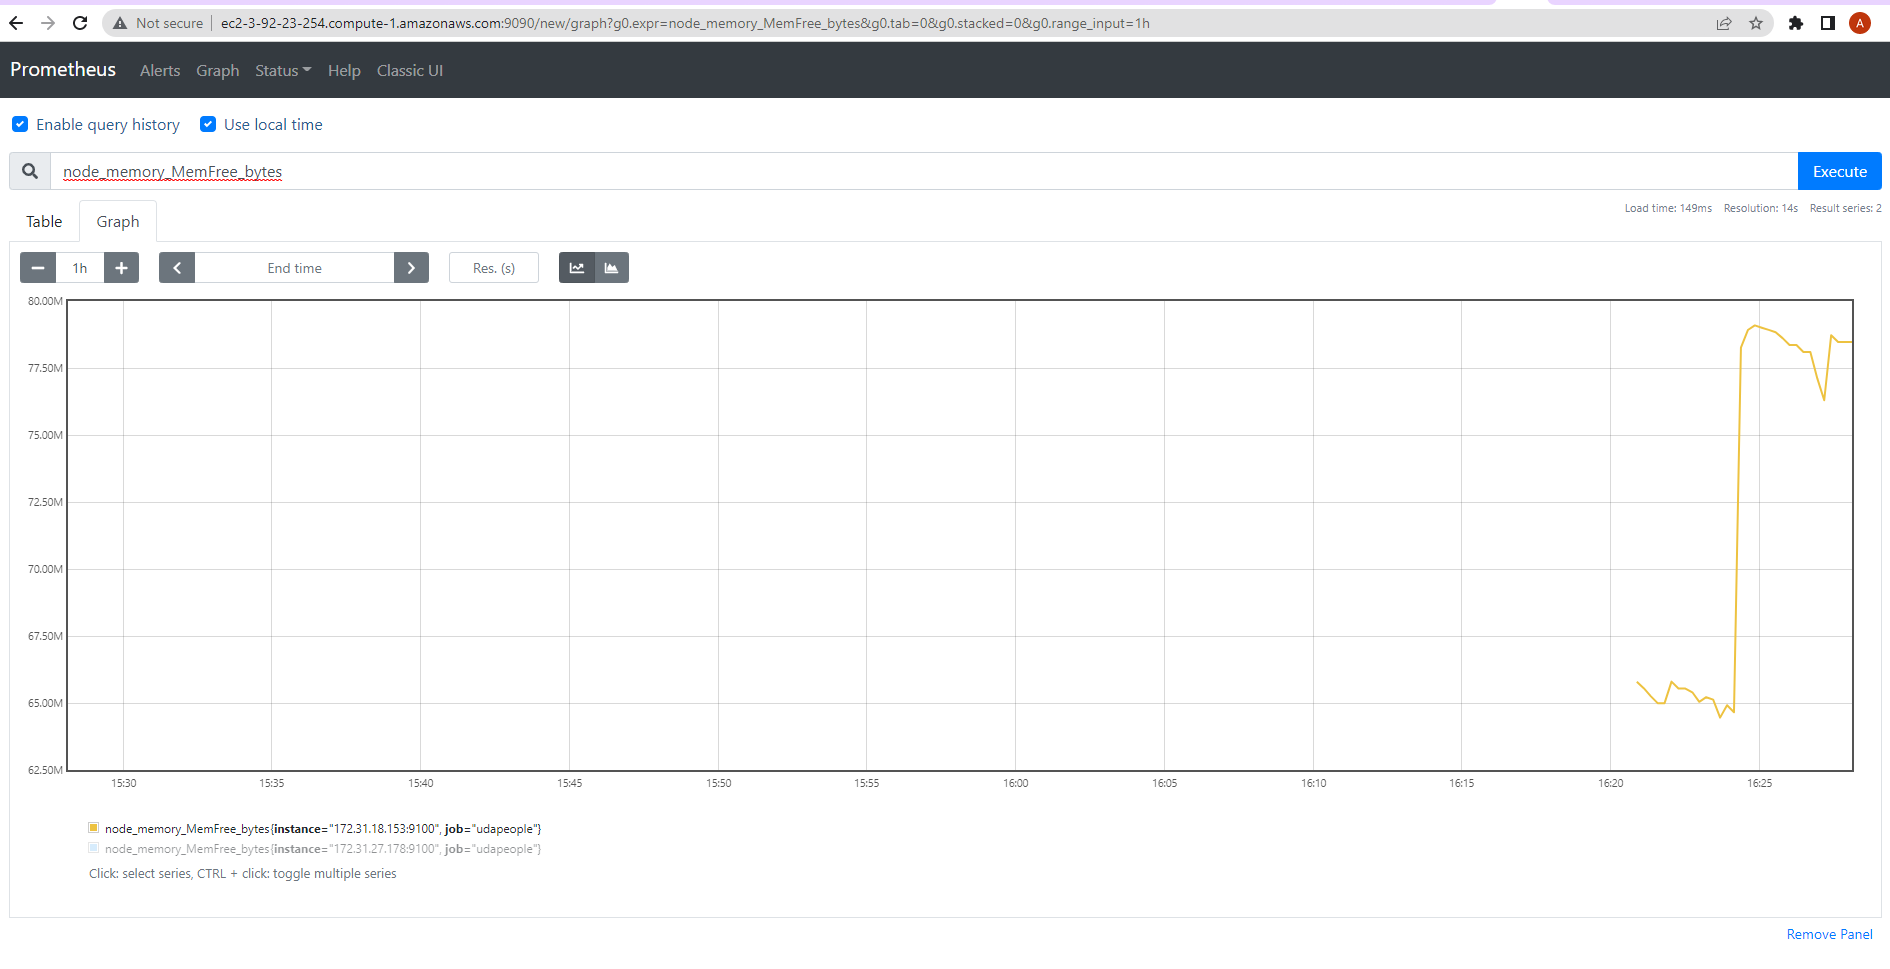 Not secure | ec2-3-92-23-254.compute-1.amazonaws.com:9090/new/graph?g0.expr=node_memory_MemFree_bytes&g0.tab=0&g0.stacked=0&g0.range_input=1h
A
Prometheus Alerts Graph Status Help Classic UI
Enable query history Use local time
node_memory_MemFree_bytes Execute
Load time: 149ms Resolution: 14s Result series: 2
Table Graph
1h End time Res. (s)
80.00M
77.50M
75.00M
72.50M
70.00M
67.50M
65.00M
62.50M
15:30 15:35 15:40 15:45 15:50 15:55 16:00 16:05 16:10 16:15 16:20 16:25
node_memory_MemFree_bytes{instance="172.31.18.153:9100", job="udapeople"}
node_memory_MemFree_bytes{instance="172.31.27.178:9100", job="udapeople"}
Click: select series, CTRL + click: toggle multiple series
Remove Panel